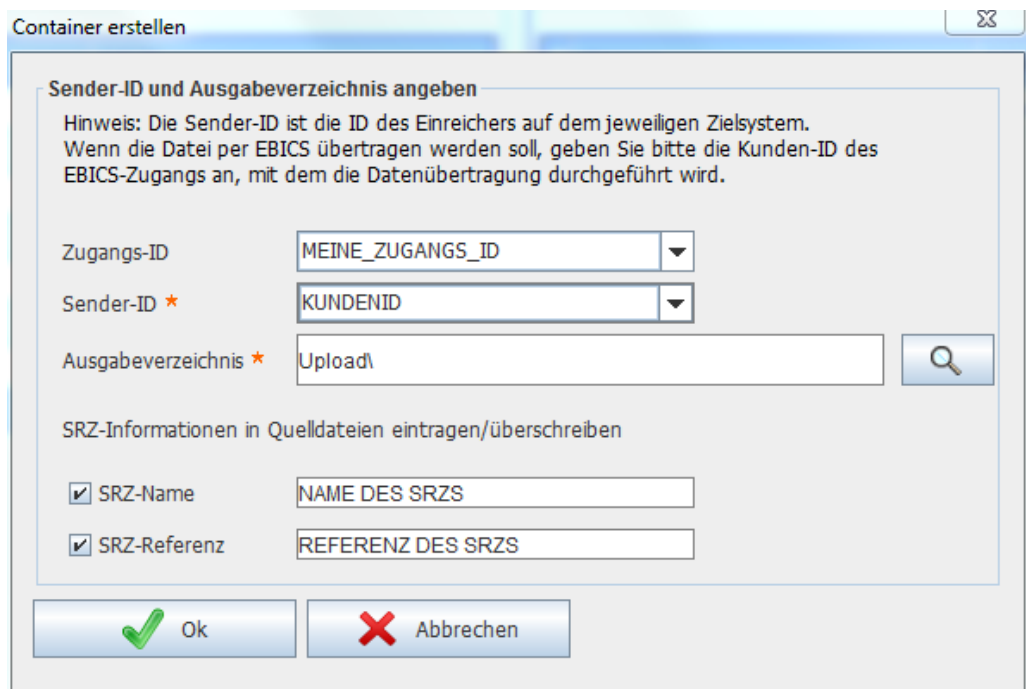 Container erstellen
Sender-ID und Ausgabeverzeichnis angeben
Hinweis: Die Sender-ID ist die ID des Einreichers auf dem jeweiligen Zielsystem.
Wenn die Datei per EBICS übertragen werden soll, geben Sie bitte die Kunden-ID des
EBICS-Zugangs an, mit dem die Datenübertragung durchgeführt wird.
Zugangs-ID MEINE_ZUGANGS_ID
Sender-ID * KUNDENID
Ausgabeverzeichnis * Upload\
SRZ-Informationen in Quelldateien eintragen/überschreiben
SRZ-Name NAME DES SRZS
SRZ-Referenz REFERENZ DES SRZS
Ok Abbrechen